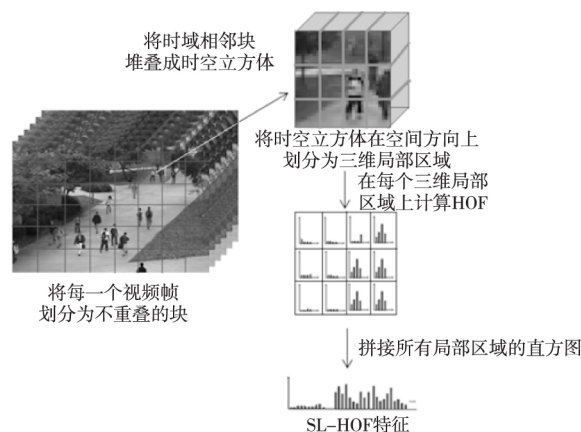 将时域相邻块
堆叠成时空立方体
将时空立方体在空间方向上
划分为三维局部区域
在每个三维局部
区域上计算HOF
将每一个视频帧
划分为不重叠的块
拼接所有局部区域的直方图
SL-HOF特征